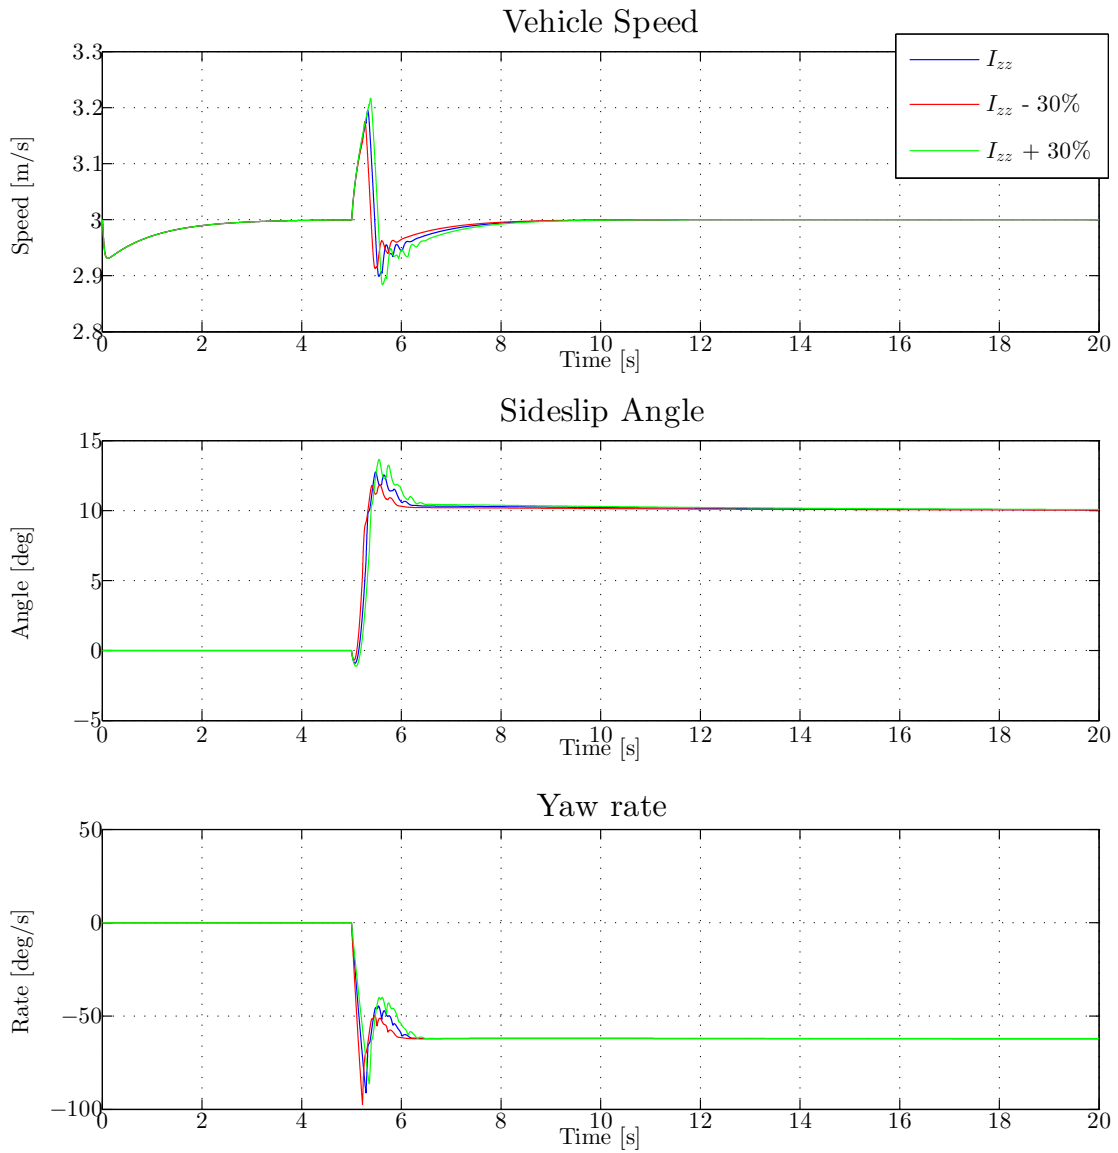 Vehicle Speed
3.3
3.2
3.1
3
2.9
2.8
Speed [m/s]
I_zz
I_zz - 30%
I_zz + 30%
0 2 4 6 8 10 12 14 16 18 20
Time [s]
Sideslip Angle
15
10
5
0
−5
Angle [deg]
0 2 4 6 8 10 12 14 16 18 20
Time [s]
Yaw rate
50
0
−50
−100
Rate [deg/s]
0 2 4 6 8 10 12 14 16 18 20
Time [s]